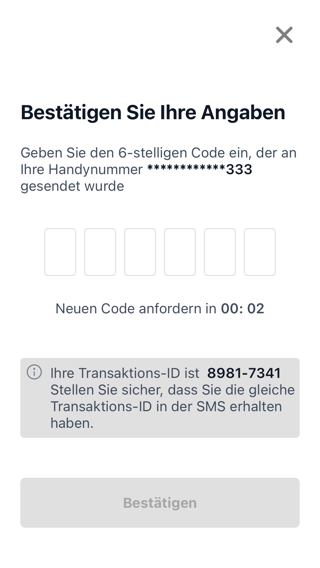 Bestätigen Sie Ihre Angaben
Geben Sie den 6-stelligen Code ein, der an
Ihre Handynummer ************333
gesendet wurde
Neuen Code anfordern in 00: 02
Ihre Transaktions-ID ist 8981-7341
Stellen Sie sicher, dass Sie die gleiche
Transaktions-ID in der SMS erhalten
haben.
Bestätigen